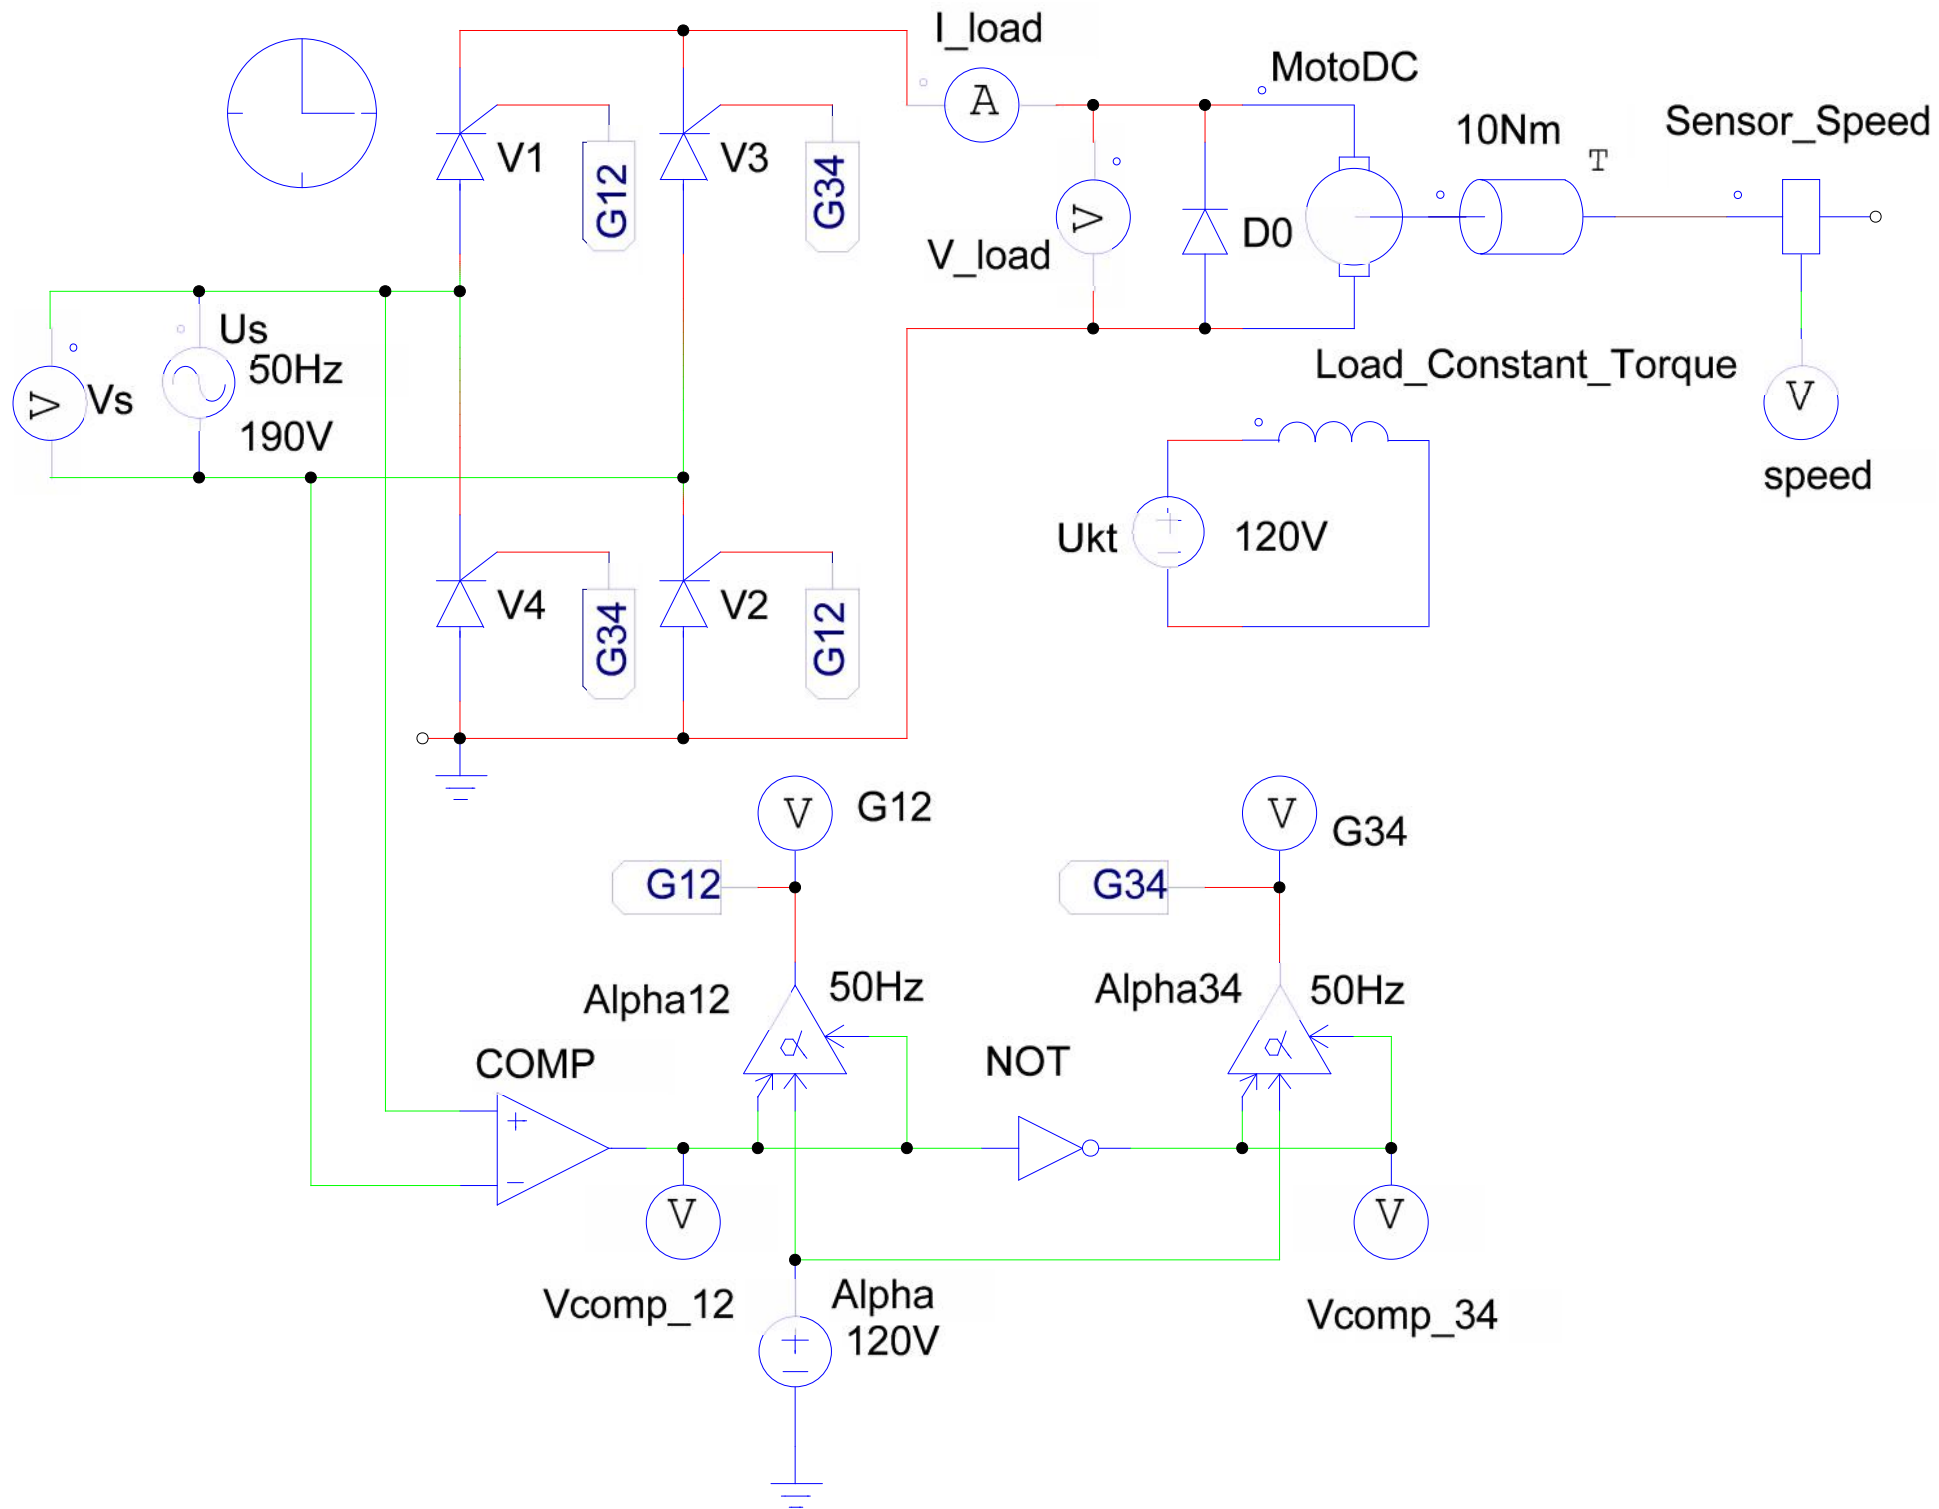 I_load
A
MotoDC
10Nm
T
Sensor_Speed
V1
G12
V3
G34
V
V_load
D0
Us
50Hz
190V
V
Vs
Load_Constant_Torque
V
speed
Ukt
120V
V4
G34
V2
G12
V
G12
V
G34
G12
G34
Alpha12
50Hz
Alpha34
50Hz
α
α
COMP
NOT
+
−
V
Vcomp_12
V
Vcomp_34
Alpha
120V